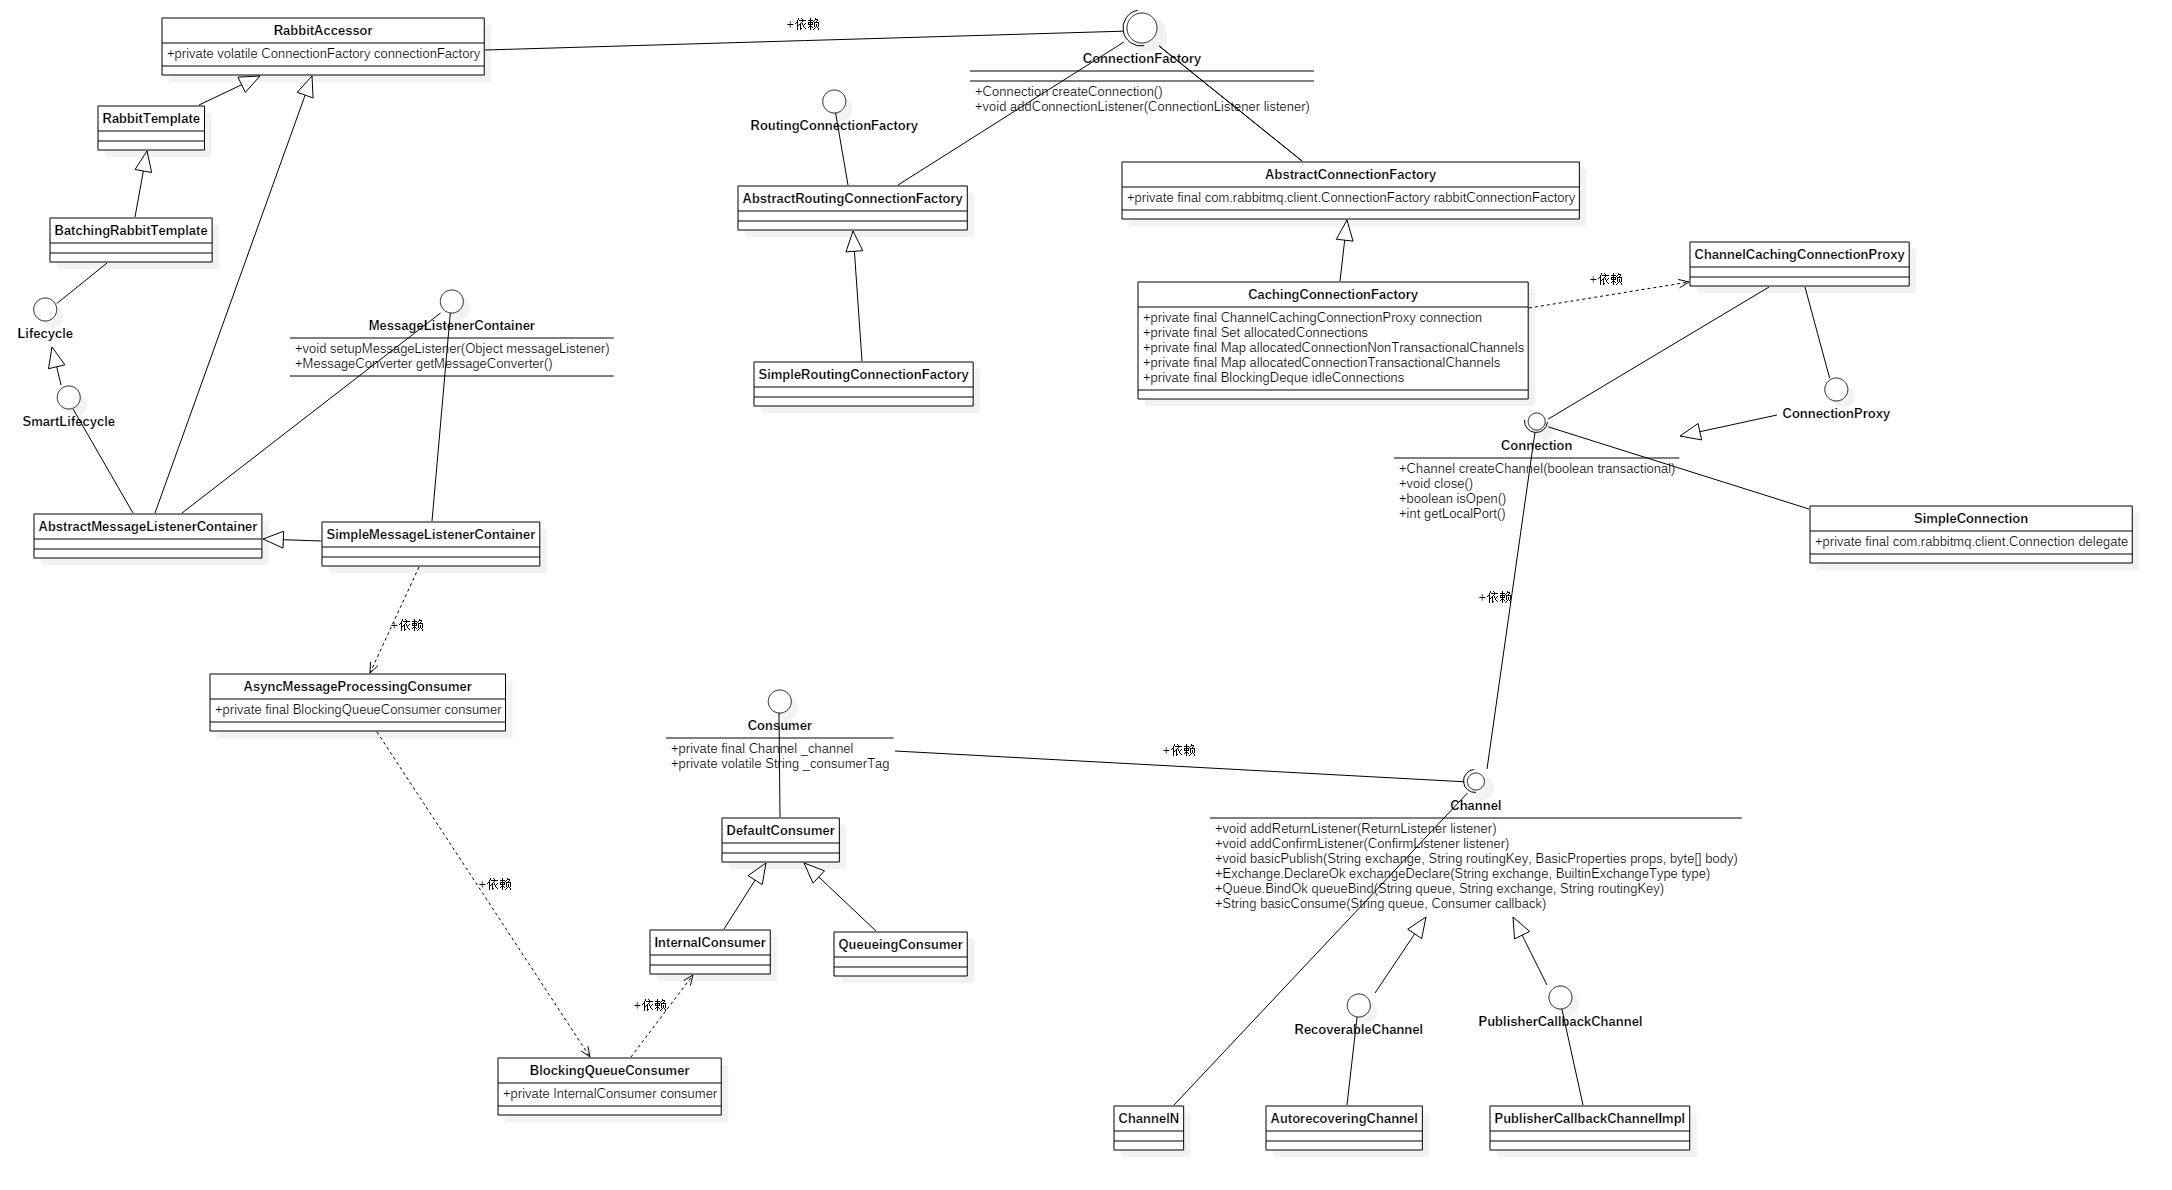 RabbitAccessor
+private volatile ConnectionFactory connectionFactory
+依赖
ConnectionFactory
+Connection createConnection()
+void addConnectionListener(ConnectionListener listener)
RabbitTemplate
RoutingConnectionFactory
AbstractConnectionFactory
+private final com.rabbitmq.client.ConnectionFactory rabbitConnectionFactory
AbstractRoutingConnectionFactory
BatchingRabbitTemplate
ChannelCachingConnectionProxy
+依赖
CachingConnectionFactory
+private final ChannelCachingConnectionProxy connection
+private final Set allocatedConnections
+private final Map allocatedConnectionNonTransactionalChannels
+private final Map allocatedConnectionTransactionalChannels
+private final BlockingDeque idleConnections
Lifecycle
MessageListenerContainer
+void setupMessageListener(Object messageListener)
+MessageConverter getMessageConverter()
SimpleRoutingConnectionFactory
SmartLifecycle
ConnectionProxy
Connection
+Channel createChannel(boolean transactional)
+void close()
+boolean isOpen()
+int getLocalPort()
AbstractMessageListenerContainer
SimpleMessageListenerContainer
SimpleConnection
+private final com.rabbitmq.client.Connection delegate
+依赖
+依赖
AsyncMessageProcessingConsumer
+private final BlockingQueueConsumer consumer
Consumer
+private final Channel _channel
+private volatile String _consumerTag
+依赖
Channel
+void addReturnListener(ReturnListener listener)
+void addConfirmListener(ConfirmListener listener)
+void basicPublish(String exchange, String routingKey, BasicProperties props, byte[] body)
+Exchange.DeclareOk exchangeDeclare(String exchange, BuiltinExchangeType type)
+Queue.BindOk queueBind(String queue, String exchange, String routingKey)
+String basicConsume(String queue, Consumer callback)
DefaultConsumer
+依赖
InternalConsumer
QueueingConsumer
+依赖
RecoverableChannel
PublisherCallbackChannel
BlockingQueueConsumer
+private InternalConsumer consumer
ChannelN
AutorecoveringChannel
PublisherCallbackChannelImpl